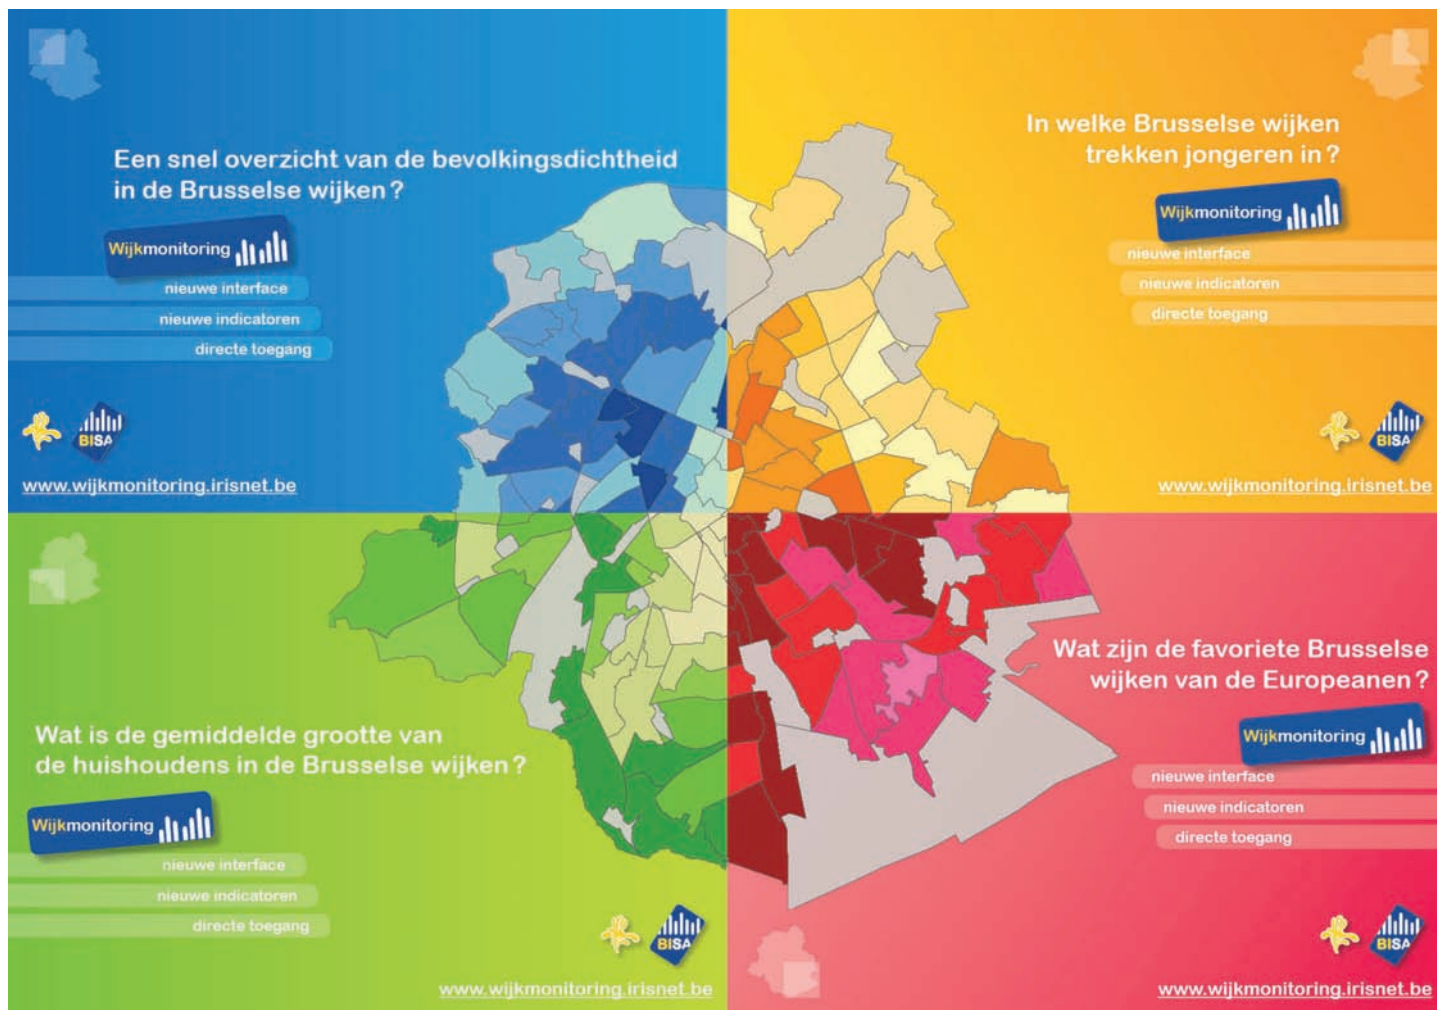 Een snel overzicht van de bevolkingsdichtheid
in de Brusselse wijken ?
Wijkmonitoring
nieuwe interface
nieuwe indicatoren
directe toegang
BISA
www.wijkmonitoring.irisnet.be
In welke Brusselse wijken
trekken jongeren in ?
Wijkmonitoring
nieuwe interface
nieuwe indicatoren
directe toegang
BISA
www.wijkmonitoring.irisnet.be
Wat is de gemiddelde grootte van
de huishoudens in de Brusselse wijken ?
Wijkmonitoring
nieuwe interface
nieuwe indicatoren
directe toegang
BISA
www.wijkmonitoring.irisnet.be
Wat zijn de favoriete Brusselse
wijken van de Europeanen ?
Wijkmonitoring
nieuwe interface
nieuwe indicatoren
directe toegang
BISA
www.wijkmonitoring.irisnet.be